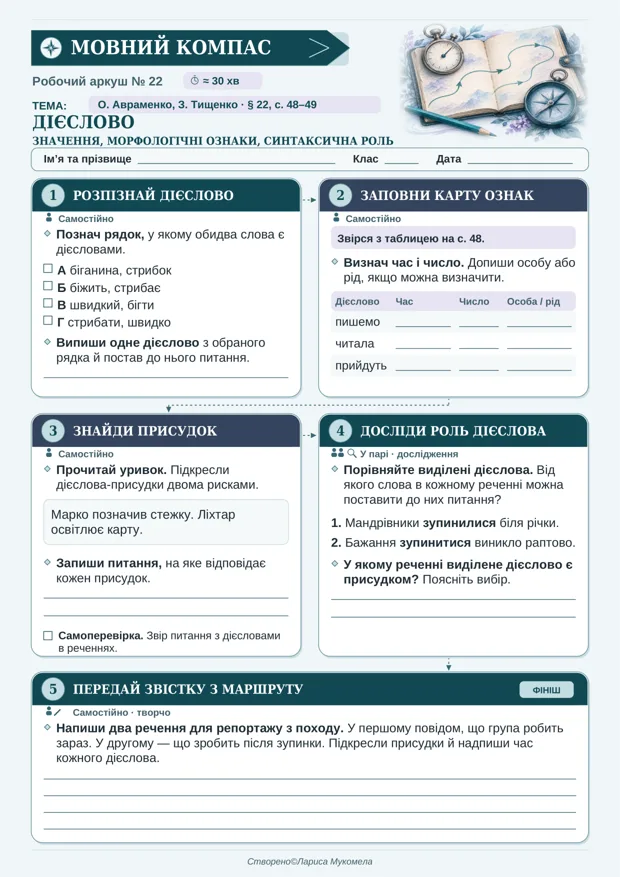 МОВНИЙ КОМПАС
Робочий аркуш № 22
≈ 30 хв
ТЕМА:
О. Авраменко, З. Тищенко · § 22, с. 48–49
ДІЄСЛОВО
ЗНАЧЕННЯ, МОРФОЛОГІЧНІ ОЗНАКИ, СИНТАКСИЧНА РОЛЬ
Ім’я та прізвище
Клас
Дата
1 РОЗПІЗНАЙ ДІЄСЛОВО
Самостійно
Познач рядок, у якому обидва слова є
дієсловами.
А біганина, стрибок
Б біжить, стрибає
В швидкий, бігти
Г стрибати, швидко
Випиши одне дієслово з обраного
рядка й постав до нього питання.
2 ЗАПОВНИ КАРТУ ОЗНАК
Самостійно
Звірся з таблицею на с. 48.
Визнач час і число. Допиши особу або
рід, якщо можна визначити.
Дієслово Час Число Особа / рід
пишемо
читала
прийдуть
3 ЗНАЙДИ ПРИСУДОК
Самостійно
Прочитай уривок. Підкресли
дієслова-присудки двома рисками.
Марко позначив стежку. Ліхтар
освітлює карту.
Запиши питання, на яке відповідає
кожен присудок.
Самоперевірка. Звір питання з дієсловами
в реченнях.
4 ДОСЛІДИ РОЛЬ ДІЄСЛОВА
У парі · дослідження
Порівняйте виділені дієслова. Від
якого слова в кожному реченні можна
поставити до них питання?
1. Мандрівники зупинилися біля річки.
2. Бажання зупинитися виникло раптово.
У якому реченні виділене дієслово є
присудком? Поясніть вибір.
5 ПЕРЕДАЙ ЗВІСТКУ З МАРШРУТУ
ФІНІШ
Самостійно · творчо
Напиши два речення для репортажу з походу. У першому повідом, що група робить
зараз. У другому — що зробить після зупинки. Підкресли присудки й надпиши час
кожного дієслова.
Створено©Лариса Мукомела